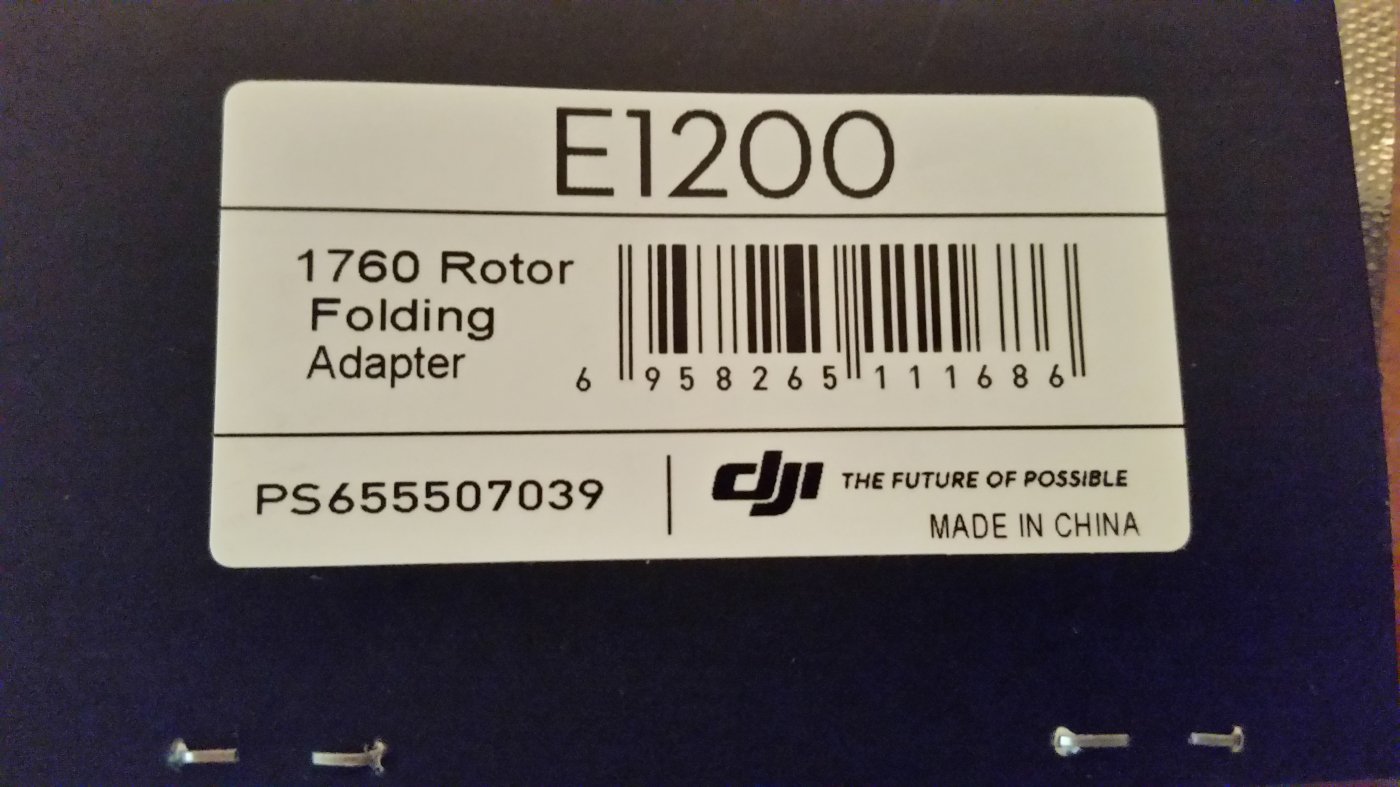 E1200
1760 Rotor
Folding
Adapter
6 958265 111686
PS655507039
dji THE FUTURE OF POSSIBLE
MADE IN CHINA